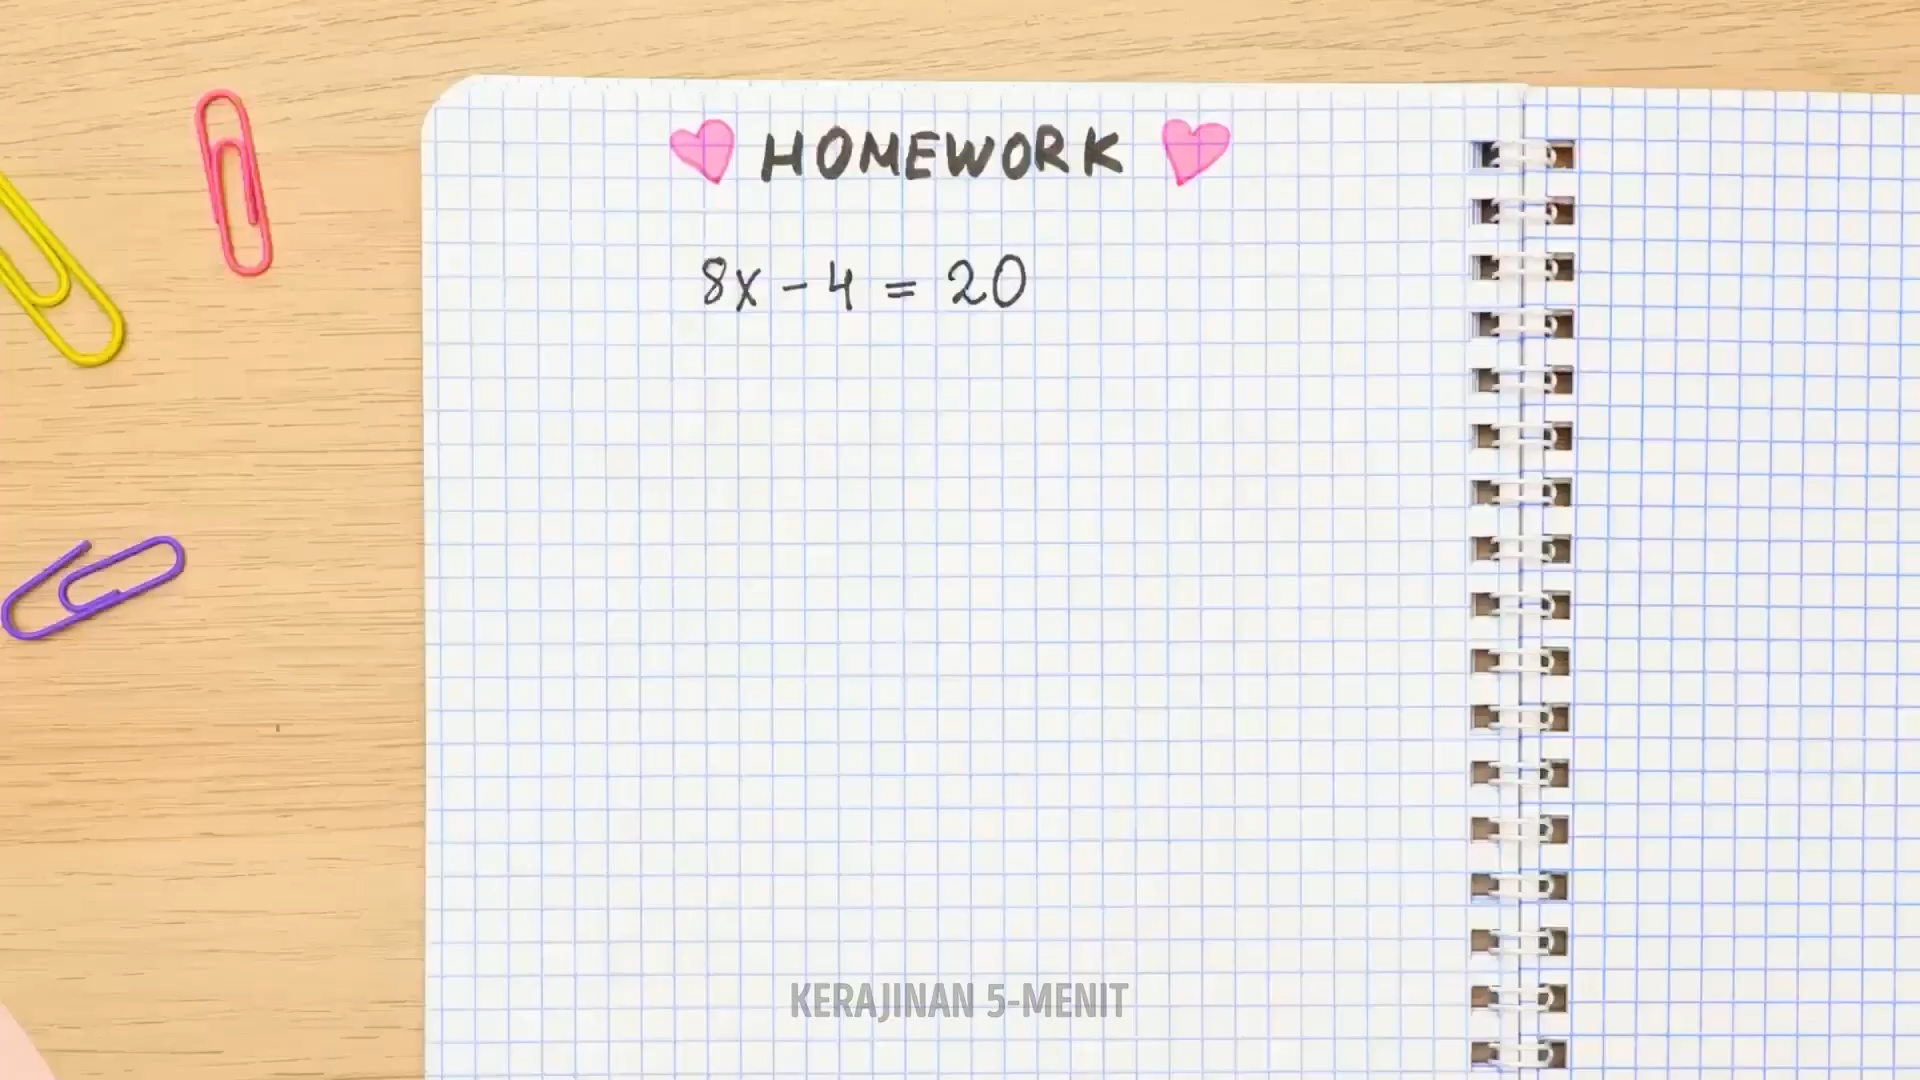 HOMEWORK
8x - 4 = 20
KERAJINAN 5-MENIT